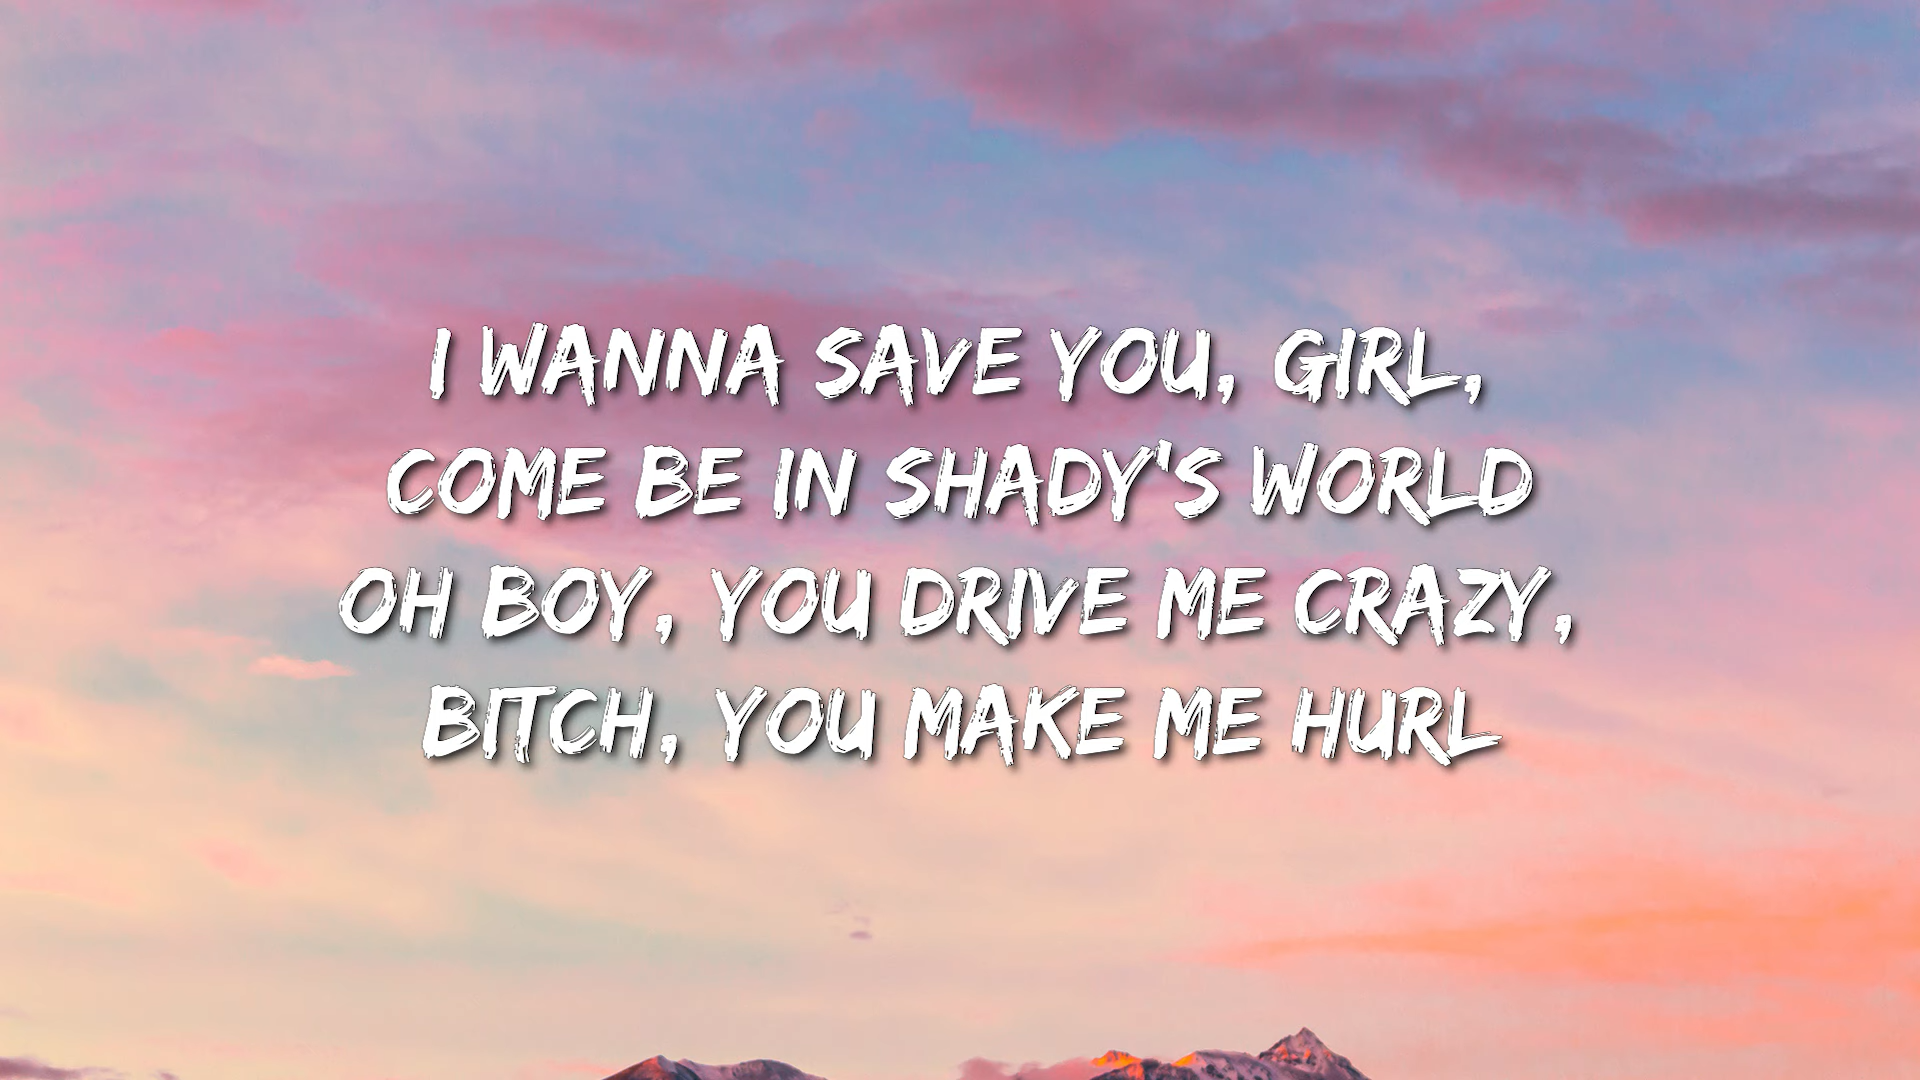 I WANNA SAVE YOU, GIRL,
COME BE IN SHADY'S WORLD
OH BOY, YOU DRIVE ME CRAZY,
BITCH, YOU MAKE ME HURL